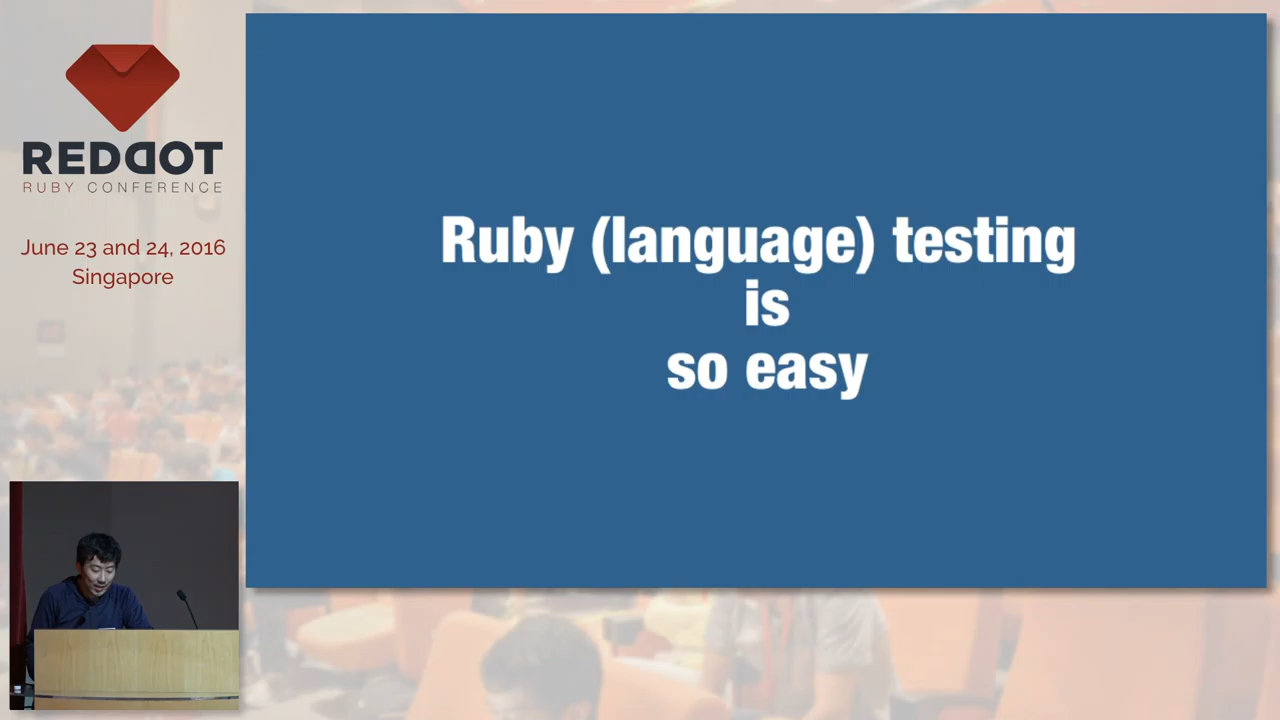 REDDOT
RUBY CONFERENCE
June 23 and 24, 2016
Singapore
Ruby (language) testing
is
so easy